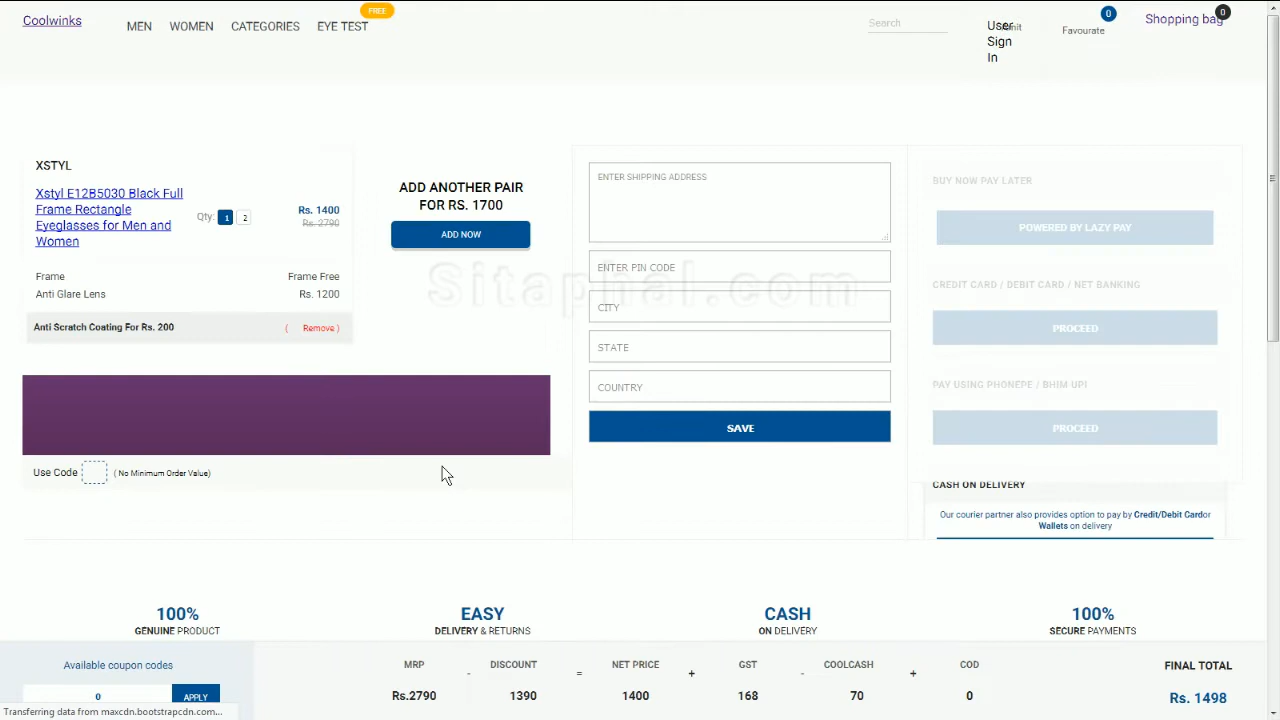 Coolwinks
MEN
WOMEN
CATEGORIES
EYE TEST
FREE
Search
User
Sign
In
0
Favourate
Shopping bag
0
XSTYL
Xstyl E12B5030 Black Full
Frame Rectangle
Eyeglasses for Men and
Women
Qty:
1
2
Rs. 1400
Rs. 2790
Frame
Frame Free
Anti Glare Lens
Rs. 1200
Anti Scratch Coating For Rs. 200
( Remove )
ADD ANOTHER PAIR
FOR RS. 1700
ADD NOW
Use Code
( No Minimum Order Value)
Sitaphal.com
ENTER SHIPPING ADDRESS
ENTER PIN CODE
CITY
STATE
COUNTRY
SAVE
BUY NOW PAY LATER
POWERED BY LAZY PAY
CREDIT CARD / DEBIT CARD / NET BANKING
PROCEED
PAY USING PHONEPE / BHIM UPI
PROCEED
CASH ON DELIVERY
Our courier partner also provides option to pay by Credit/Debit Cardor
Wallets on delivery
100%
GENUINE PRODUCT
EASY
DELIVERY & RETURNS
CASH
ON DELIVERY
100%
SECURE PAYMENTS
Available coupon codes
0
APPLY
MRP
Rs.2790
-
DISCOUNT
1390
=
NET PRICE
1400
+
GST
168
-
COOLCASH
70
+
COD
0
FINAL TOTAL
Rs. 1498
Transferring data from maxcdn.bootstrapcdn.com...